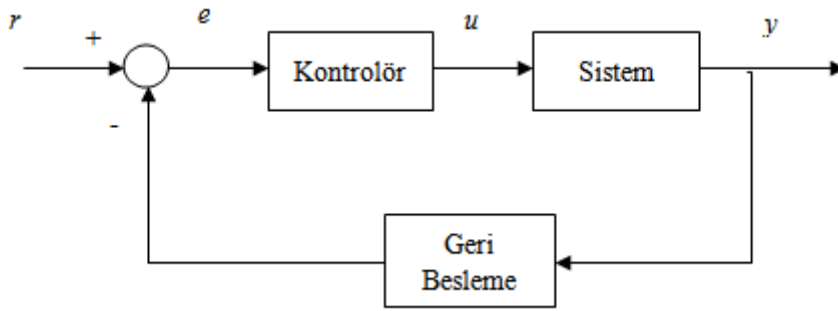 r
+
e
Kontrolör
u
Sistem
y
-
Geri
Besleme